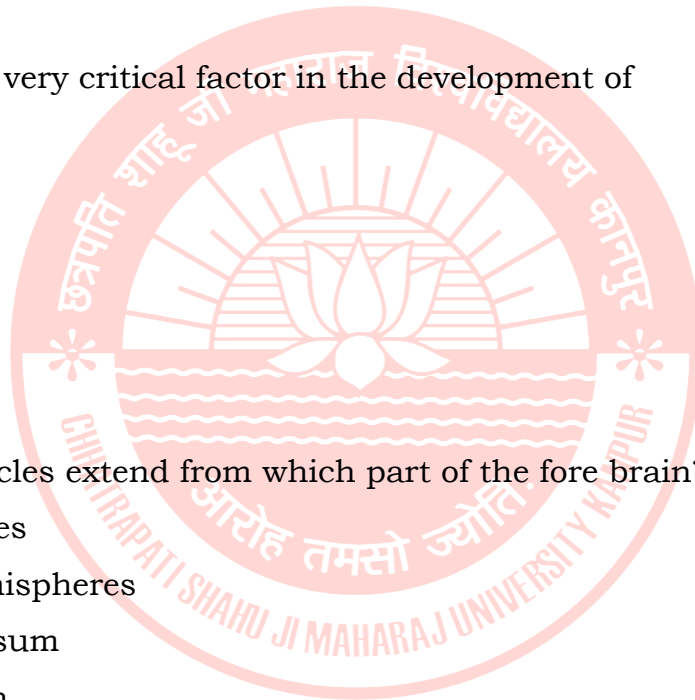 very critical factor in the development of
छत्रपति शाहू जी महाराज विश्वविद्यालय कानपुर
cles extend from which part of the fore brain?
es
ispheres
sum
आरोह तमसो ज्योतिः
CHHATRAPATI SHAHU JI MAHARAJ UNIVERSITY KANPUR